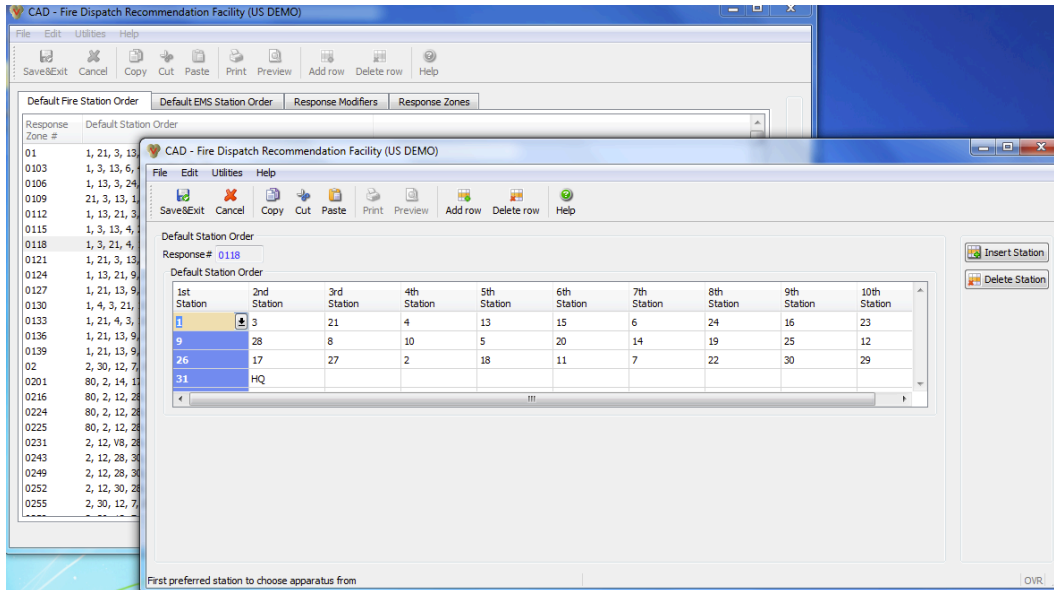 CAD - Fire Dispatch Recommendation Facility (US DEMO)
File Edit Utilities Help
Save&Exit Cancel Copy Cut Paste Print Preview Add row Delete row Help
Default Fire Station Order Default EMS Station Order Response Modifiers Response Zones
Response Zone # Default Station Order
01 1, 21, 3, 13,
0103 1, 3, 13, 6,
0106 1, 13, 3, 24,
0109 21, 3, 13, 1,
0112 1, 13, 21, 3,
0115 1, 3, 13, 4,
0118 1, 3, 21, 4,
0121 1, 21, 3, 13,
0124 1, 13, 21, 9,
0127 1, 21, 13, 9,
0130 1, 4, 3, 21,
0133 1, 21, 4, 3,
0136 1, 21, 13, 9,
0139 1, 21, 13, 9,
02 2, 30, 12, 7,
0201 80, 2, 14, 17
0216 80, 2, 12, 28
0224 80, 2, 12, 28
0225 80, 2, 12, 28
0231 2, 12, V8, 28
0243 2, 12, 28, 30
0249 2, 12, 28, 30
0252 2, 12, 30, 28
0255 2, 30, 12, 7,
CAD - Fire Dispatch Recommendation Facility (US DEMO)
File Edit Utilities Help
Save&Exit Cancel Copy Cut Paste Print Preview Add row Delete row Help
Default Station Order
Response# 0118
Default Station Order
1st Station 2nd Station 3rd Station 4th Station 5th Station 6th Station 7th Station 8th Station 9th Station 10th Station
1 3 21 4 13 15 6 24 16 23
9 28 8 10 5 20 14 19 25 12
26 17 27 2 18 11 7 22 30 29
31 HQ
Insert Station
Delete Station
First preferred station to choose apparatus from
OVR